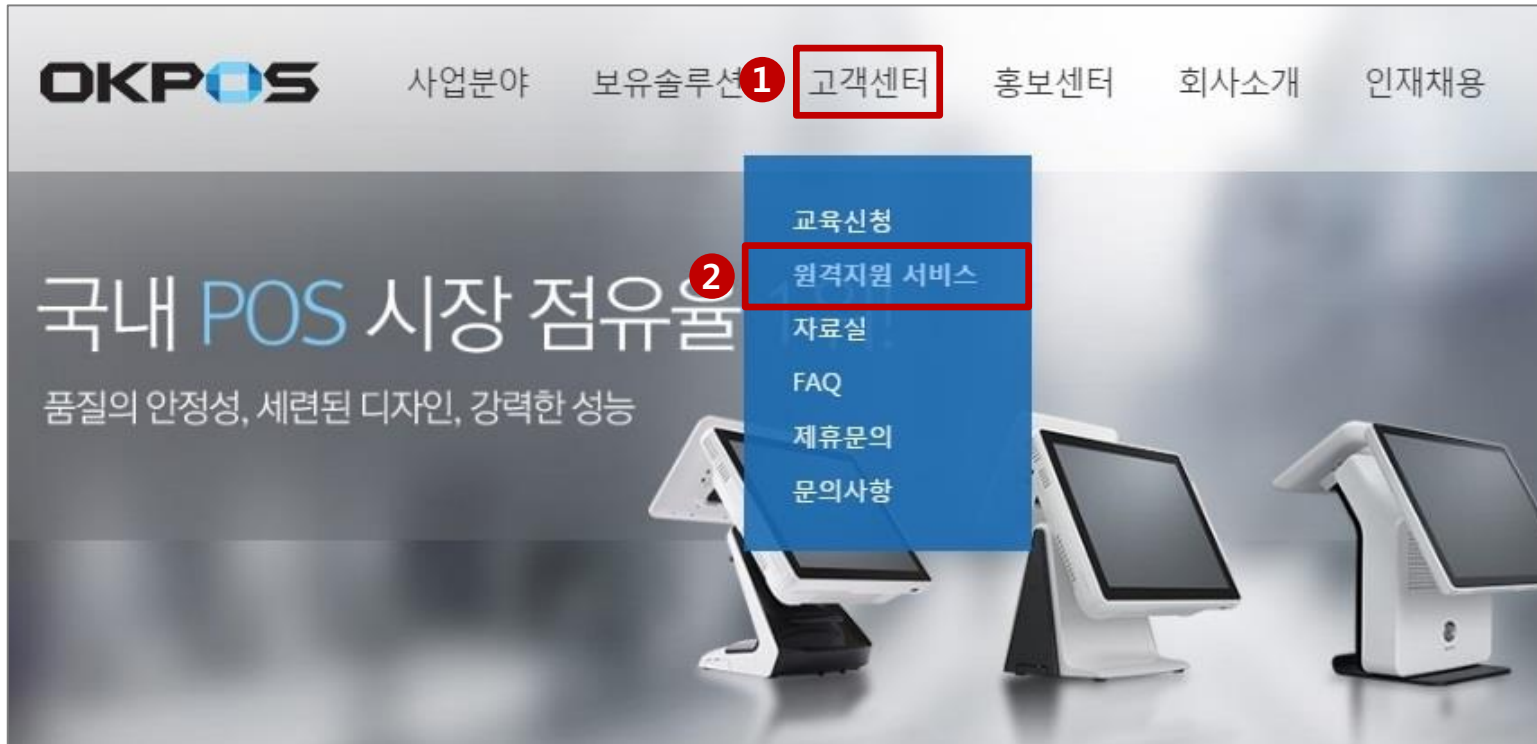 OKPOS 사업분야 보유솔루션 1 고객센터 홍보센터 회사소개 인재채용
교육신청
2 원격지원 서비스
국내 POS 시장 점유율
자료실
FAQ
품질의 안정성, 세련된 디자인, 강력한 성능
제휴문의
문의사항